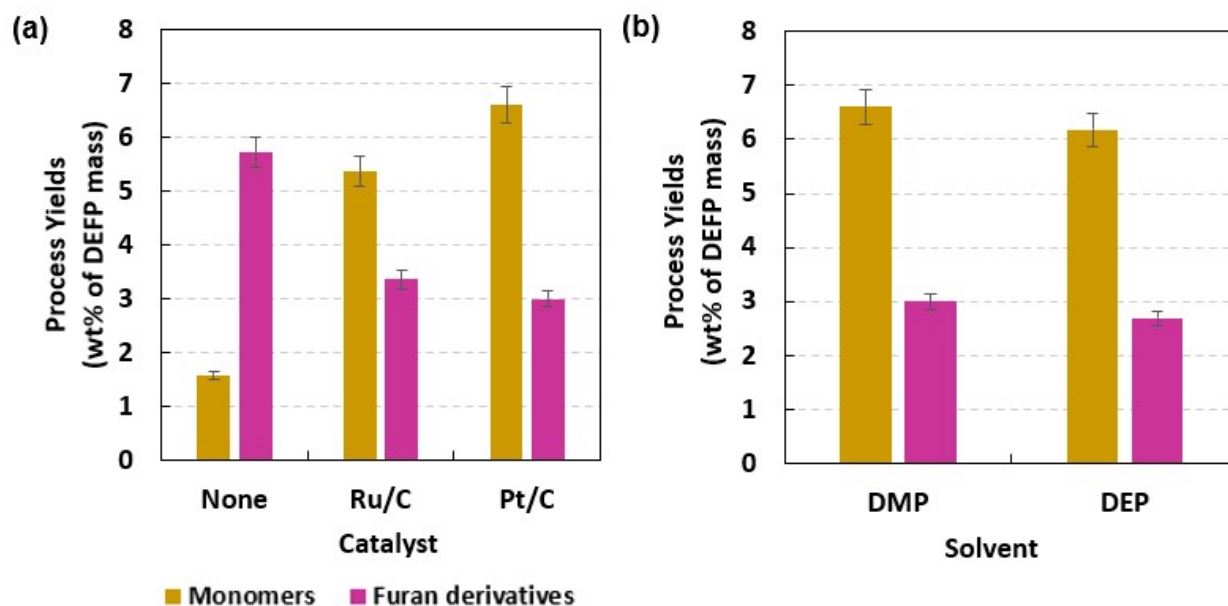 (a)
Process Yields
(wt% of DEFP mass)
8
7
6
5
4
3
2
1
0
None Ru/C Pt/C
Catalyst
Monomers Furan derivatives
(b)
Process Yields
(wt% of DEFP mass)
8
7
6
5
4
3
2
1
0
DMP DEP
Solvent